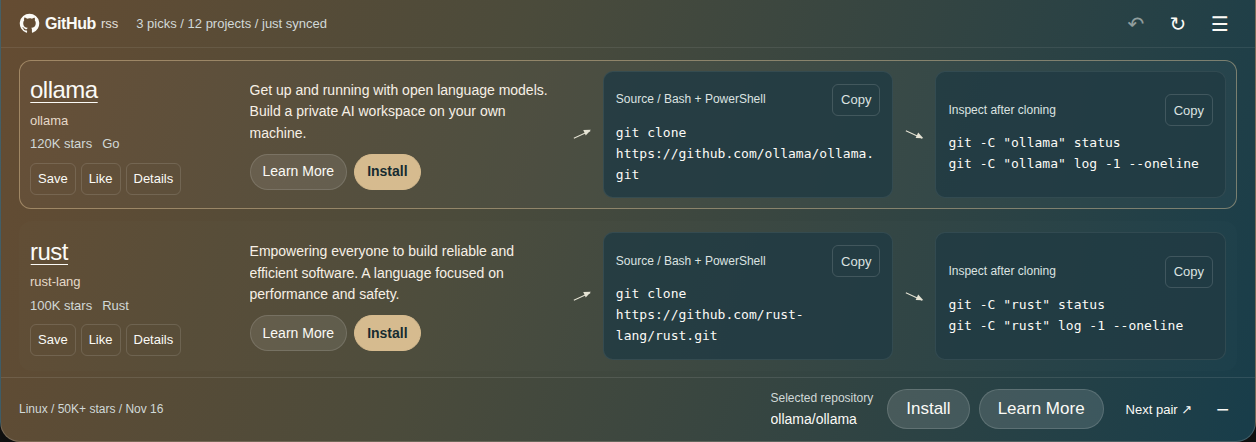 GitHub rss 3 picks / 12 projects / just synced
ollama
ollama
120K stars Go
Save Like Details
Get up and running with open language models.
Build a private AI workspace on your own
machine.
Learn More Install
Source / Bash + PowerShell Copy
git clone
https://github.com/ollama/ollama.
git
Inspect after cloning Copy
git -C "ollama" status
git -C "ollama" log -1 --oneline
rust
rust-lang
100K stars Rust
Save Like Details
Empowering everyone to build reliable and
efficient software. A language focused on
performance and safety.
Learn More Install
Source / Bash + PowerShell Copy
git clone
https://github.com/rust-
lang/rust.git
Inspect after cloning Copy
git -C "rust" status
git -C "rust" log -1 --oneline
Linux / 50K+ stars / Nov 16
Selected repository
ollama/ollama
Install Learn More Next pair ↗